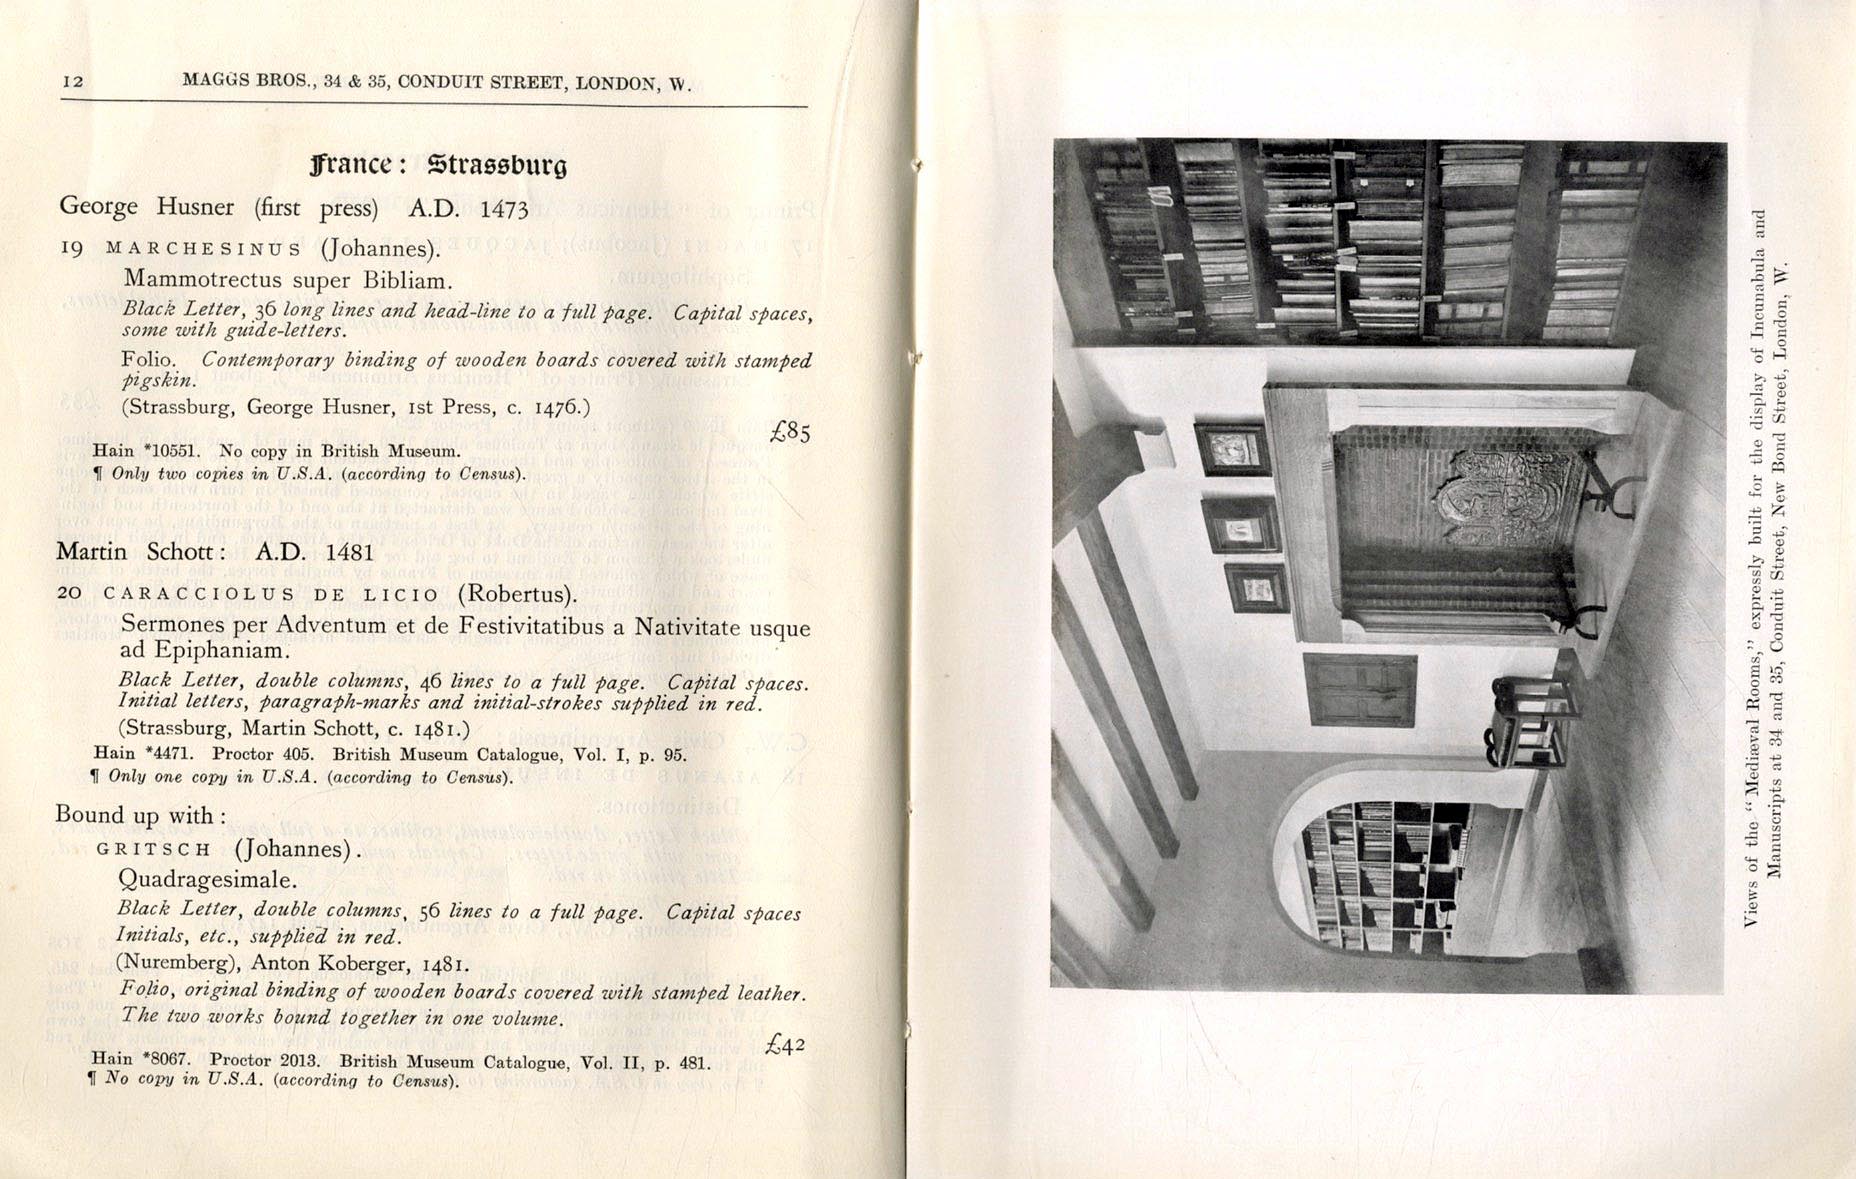 12 MAGGS BROS., 34 & 35, CONDUIT STREET, LONDON, W.
France: Strassburg
George Husner (first press) A.D. 1473
19 MARCHESINUS (Johannes).
Mammotrectus super Bibliam.
Black Letter, 36 long lines and head-line to a full page. Capital spaces,
some with guide-letters.
Folio. Contemporary binding of wooden boards covered with stamped
pigskin.
(Strassburg, George Husner, 1st Press, c. 1476.)
£85
Hain *10551. No copy in British Museum.
¶ Only two copies in U.S.A. (according to Census).
Martin Schott: A.D. 1481
20 CARACCIOLUS DE LICIO (Robertus).
Sermones per Adventum et de Festivitatibus a Nativitate usque
ad Epiphaniam.
Black Letter, double columns, 46 lines to a full page. Capital spaces.
Initial letters, paragraph-marks and initial-strokes supplied in red.
(Strassburg, Martin Schott, c. 1481.)
Hain *4471. Proctor 405. British Museum Catalogue, Vol. I, p. 95.
¶ Only one copy in U.S.A. (according to Census).
Bound up with:
GRITSCH (Johannes).
Quadragesimale.
Black Letter, double columns, 56 lines to a full page. Capital spaces
Initials, etc., supplied in red.
(Nuremberg), Anton Koberger, 1481.
Folio, original binding of wooden boards covered with stamped leather.
The two works bound together in one volume.
£42
Hain *8067. Proctor 2013. British Museum Catalogue, Vol. II, p. 481.
¶ No copy in U.S.A. (according to Census).
Views of the "Mediæval Rooms," expressly built for the display of Incunabula and
Manuscripts at 34 and 35, Conduit Street, New Bond Street, London, W.